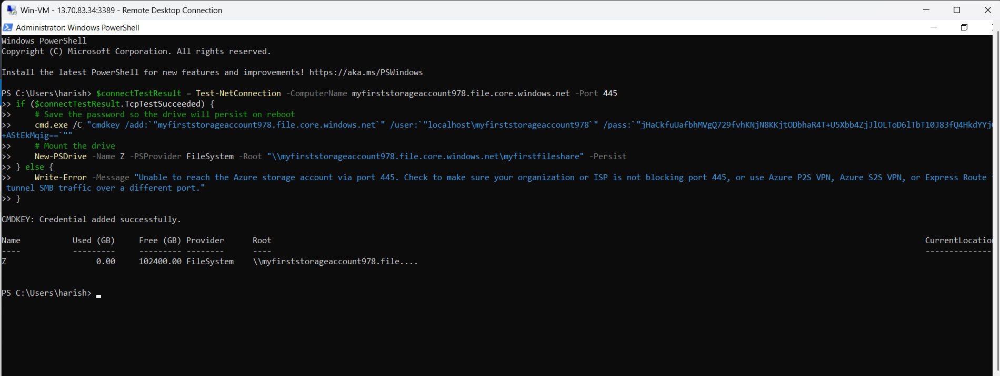 Win-VM - 13.70.83.34:3389 - Remote Desktop Connection
Administrator: Windows PowerShell
Windows PowerShell
Copyright (C) Microsoft Corporation. All rights reserved.
Install the latest PowerShell for new features and improvements! https://aka.ms/PSWindows
PS C:\Users\harish> $connectTestResult = Test-NetConnection -ComputerName myfirststorageaccount978.file.core.windows.net -Port 445
>> if ($connectTestResult.TcpTestSucceeded) {
>>     # Save the password so the drive will persist on reboot
>>     cmd.exe /C "cmdkey /add:`"myfirststorageaccount978.file.core.windows.net`" /user:`"localhost\myfirststorageaccount978`" /pass:`"jHaCkfuUafbhMVgQ729fvhKNjN8KKjtODbhaR4T+U5Xbb4ZjJlOLToD6lTbT10J83fQ4HkdYYj
+AStEkMqig==`""
>>     # Mount the drive
>>     New-PSDrive -Name Z -PSProvider FileSystem -Root "\\myfirststorageaccount978.file.core.windows.net\myfirstfileshare" -Persist
>> } else {
>>     Write-Error -Message "Unable to reach the Azure storage account via port 445. Check to make sure your organization or ISP is not blocking port 445, or use Azure P2S VPN, Azure S2S VPN, or Express Route
tunnel SMB traffic over a different port."
>> }
CMDKEY: Credential added successfully.
Name           Used (GB)     Free (GB) Provider      Root                                                                                                                                          CurrentLocation
----           ---------     --------- --------      ----                                                                                                                                          --------------
Z                   0.00     102400.00 FileSystem    \\myfirststorageaccount978.file....
PS C:\Users\harish>